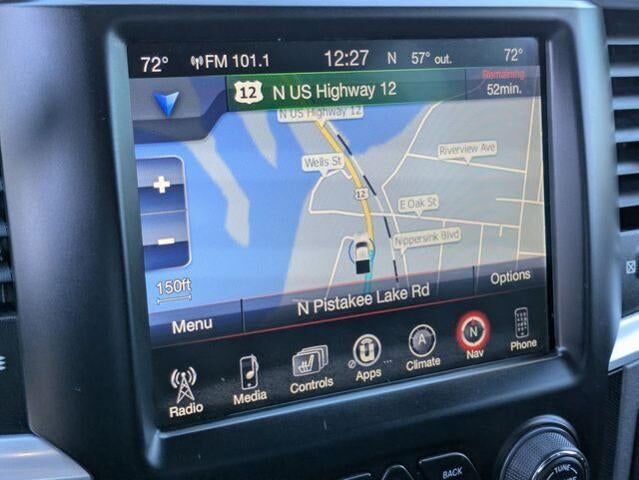 72° FM 101.1 12:27 N 57° out. 72°
12 N US Highway 12
Remaining
52min.
N US Highway 12
Riverview Ave
Wells St
12
E Oak St
Nippersink Blvd
+
−
150ft
Options
N Pistakee Lake Rd
Menu
Radio
Media
Controls
Apps
A
Climate
N
Nav
Phone
BACK
TUNE